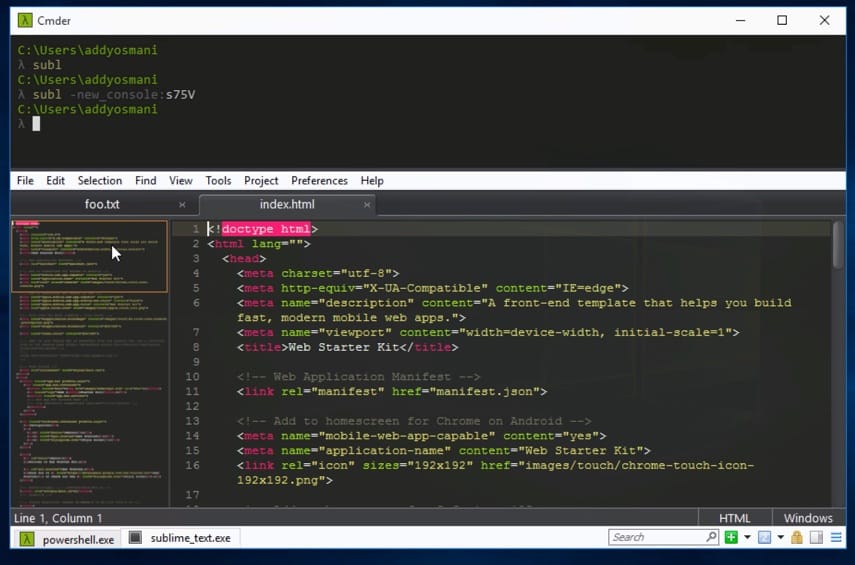 Cmder
C:\Users\addyosmani
λ subl
C:\Users\addyosmani
λ subl -new_console:s75V
C:\Users\addyosmani
λ
File Edit Selection Find View Tools Project Preferences Help
foo.txt × index.html ×
1 <!doctype html>
2 <html lang="">
3 <head>
4 <meta charset="utf-8">
5 <meta http-equiv="X-UA-Compatible" content="IE=edge">
6 <meta name="description" content="A front-end template that helps you build
fast, modern mobile web apps.">
7 <meta name="viewport" content="width=device-width, initial-scale=1">
8 <title>Web Starter Kit</title>
9
10 <!-- Web Application Manifest -->
11 <link rel="manifest" href="manifest.json">
12
13 <!-- Add to homescreen for Chrome on Android -->
14 <meta name="mobile-web-app-capable" content="yes">
15 <meta name="application-name" content="Web Starter Kit">
16 <link rel="icon" sizes="192x192" href="images/touch/chrome-touch-icon-
192x192.png">
17
Line 1, Column 1 HTML Windows
powershell.exe sublime_text.exe Search